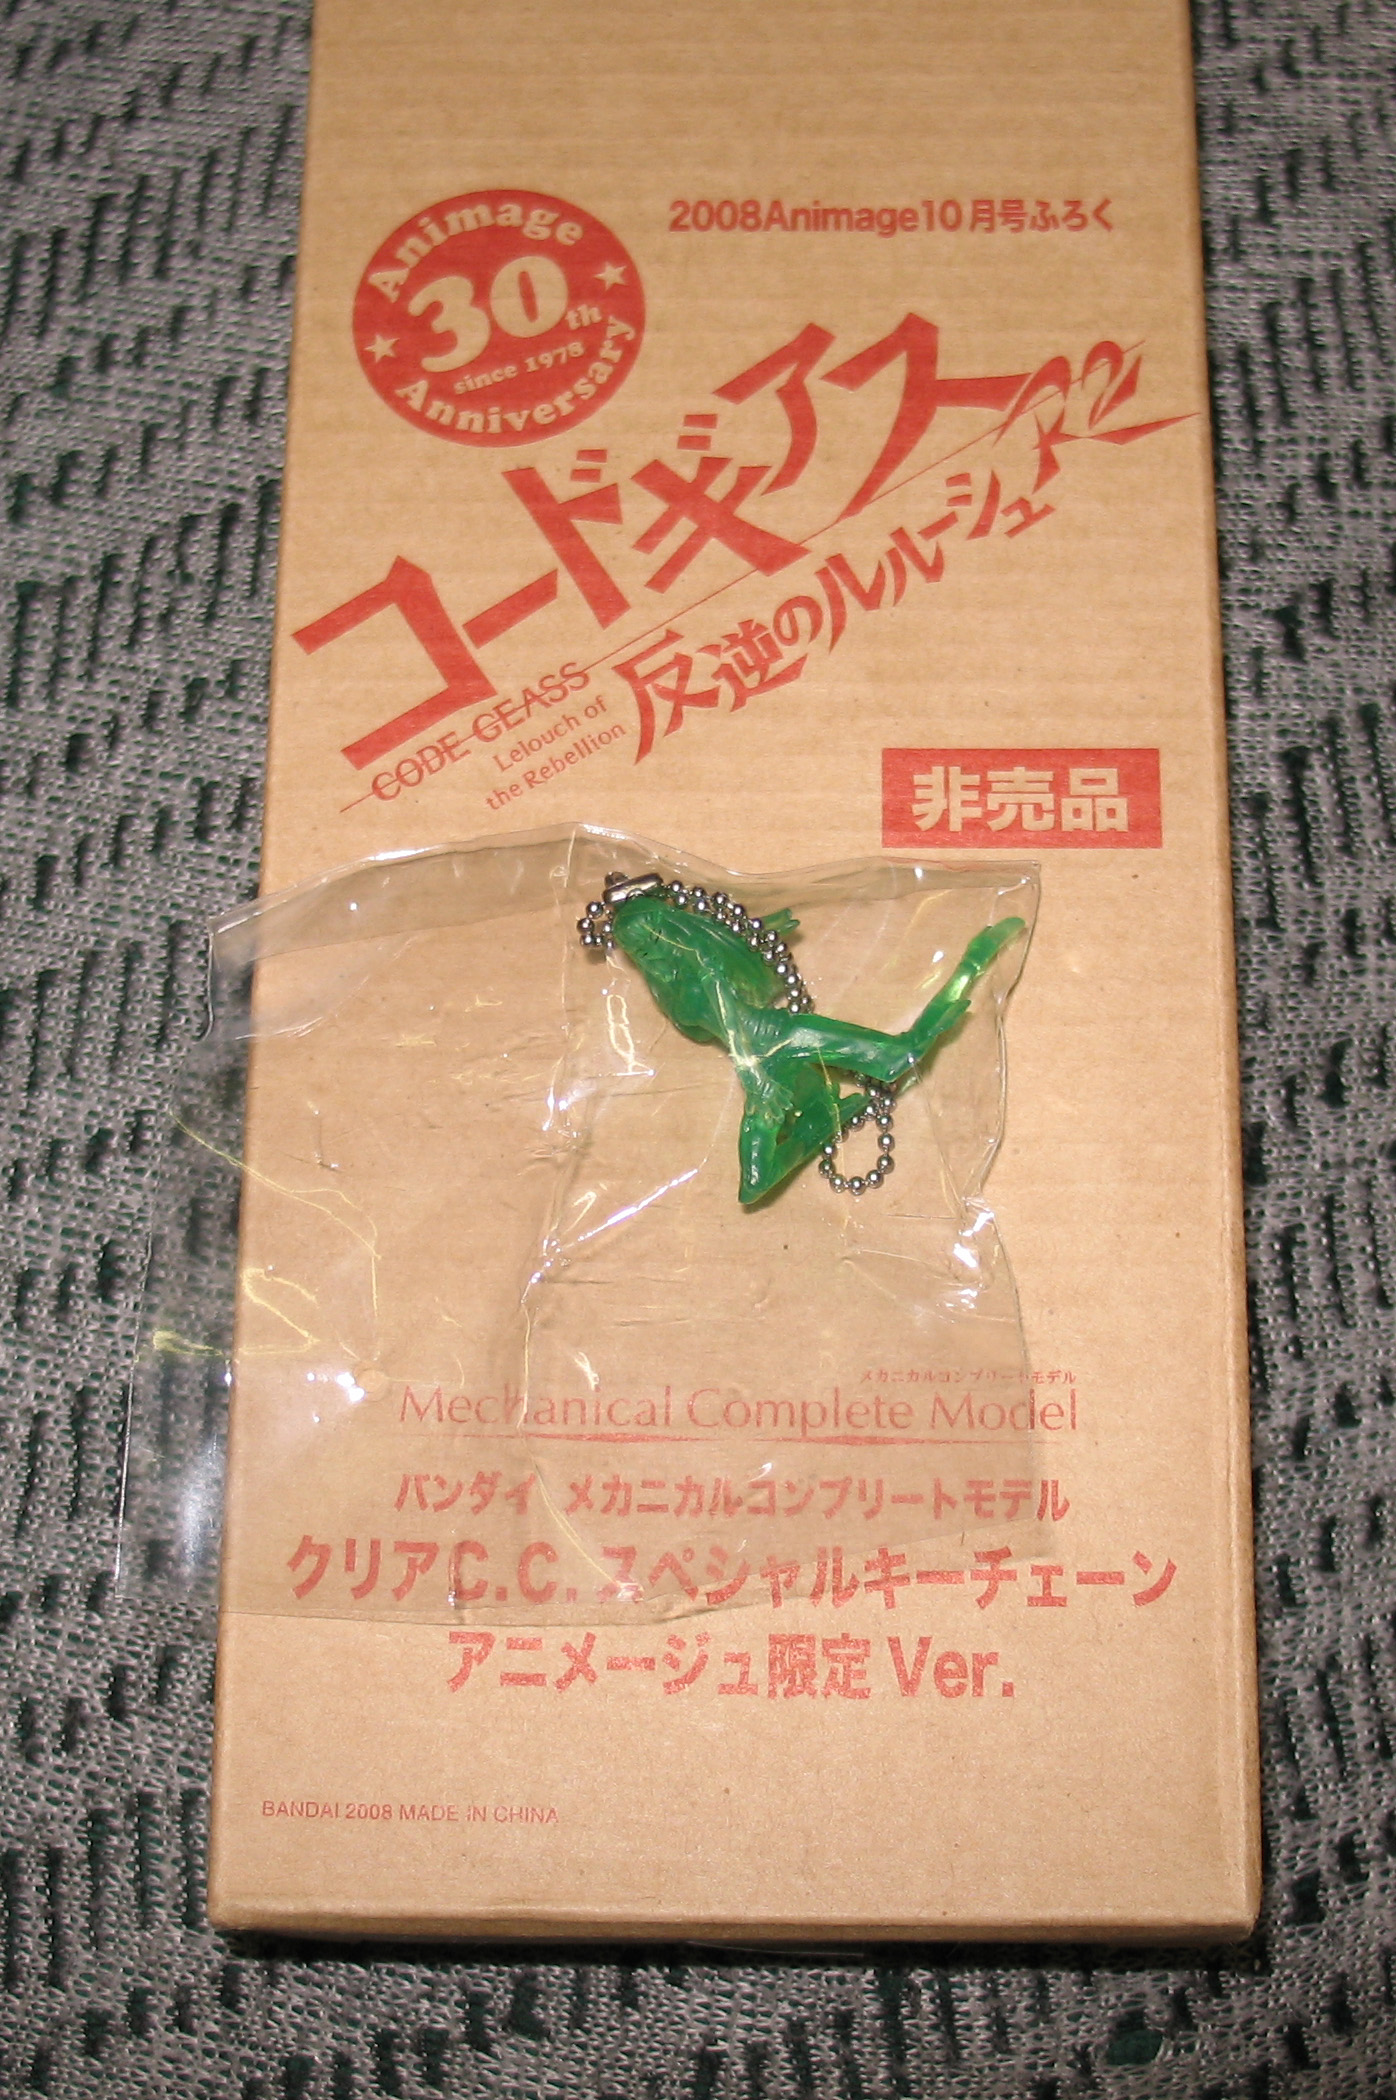 Animage
30th
since 1978
Anniversary
2008Animage10月号ふろく
コードギアス
反逆のルルーシュR2
CODE GEASS
Lelouch of
the Rebellion
非売品
メカニカルコンプリートモデル
Mechanical Complete Model
バンダイ メカニカルコンプリートモデル
クリアC.C.スペシャルキーチェーン
アニメージュ限定 Ver.
BANDAI 2008 MADE IN CHINA